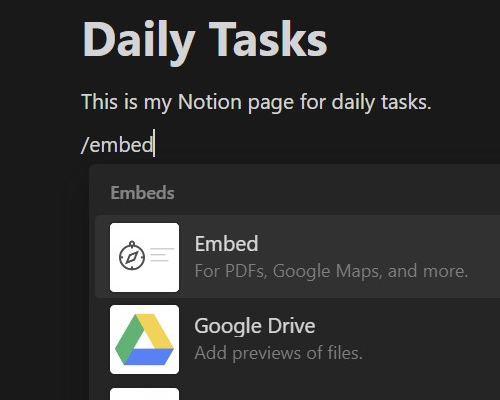 Daily Tasks
This is my Notion page for daily tasks.
/embed
Embeds
Embed
For PDFs, Google Maps, and more.
Google Drive
Add previews of files.